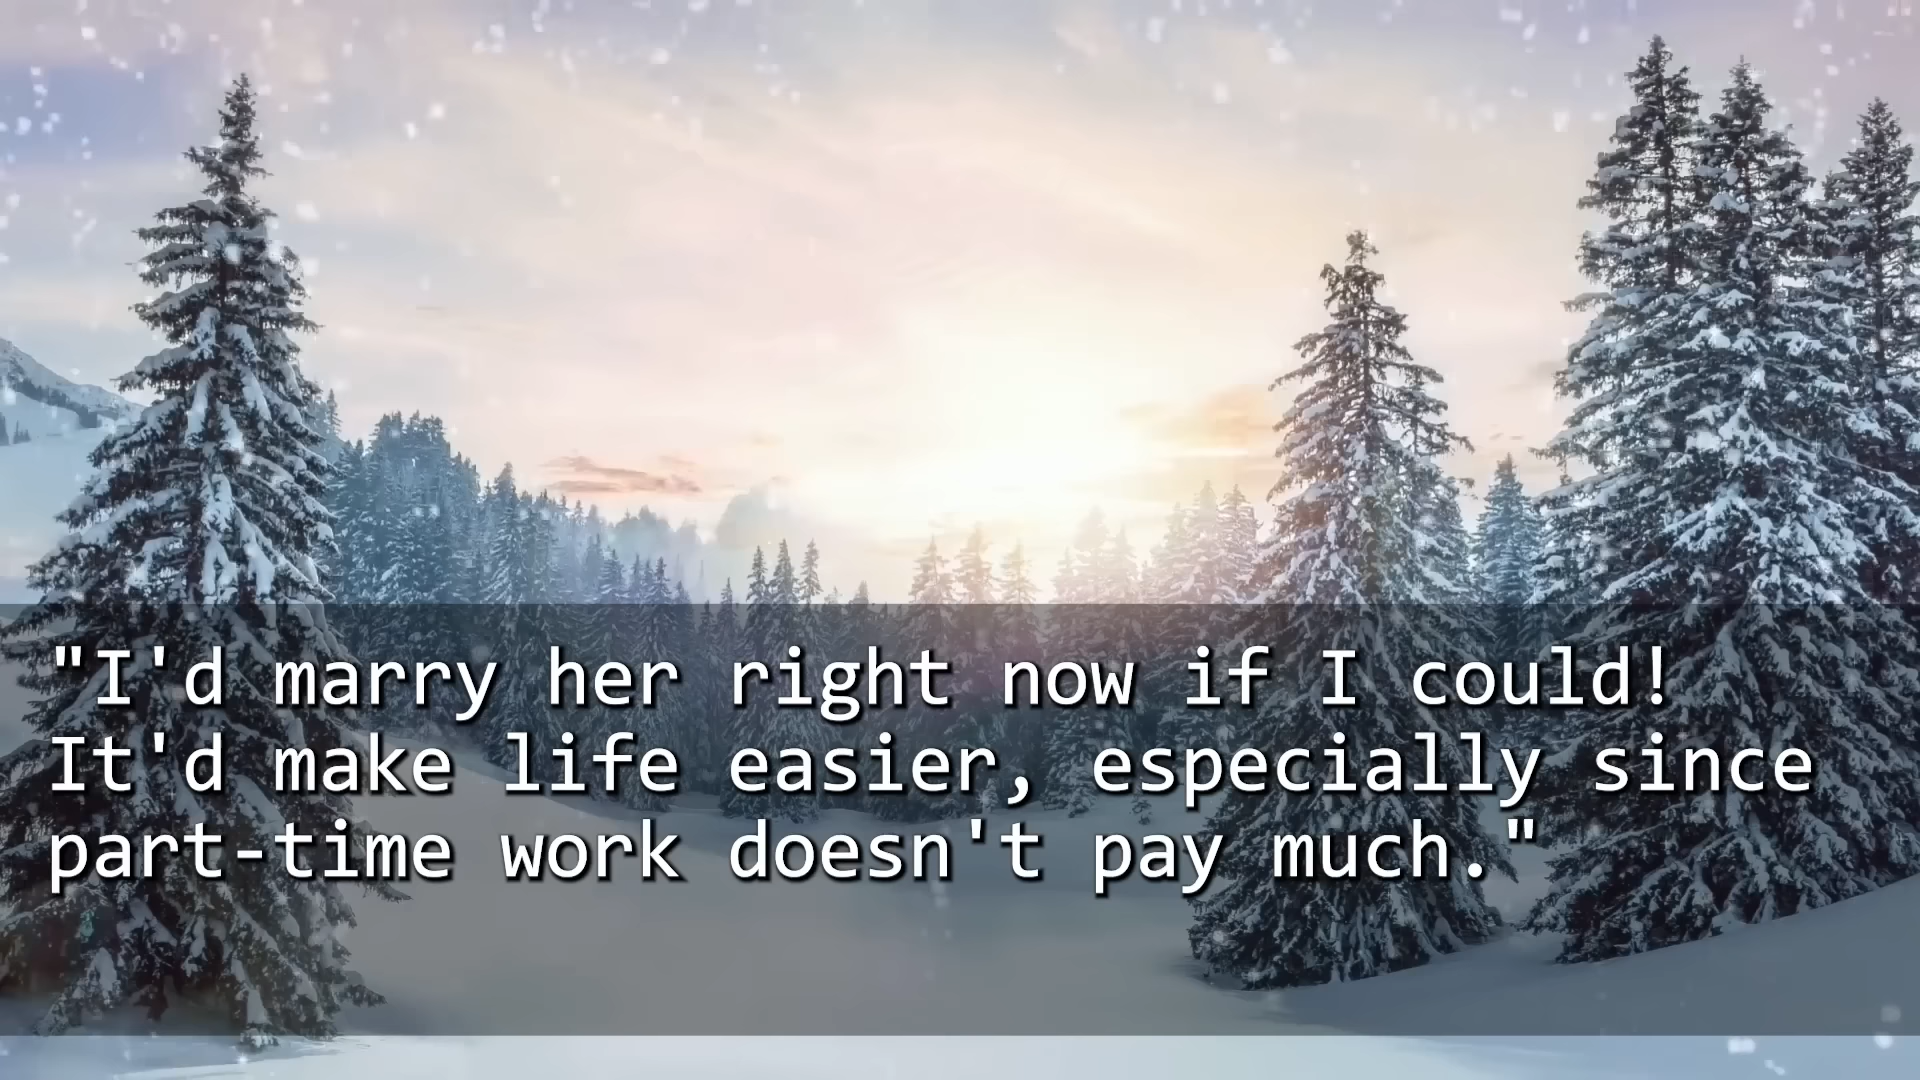 "I'd marry her right now if I could!
It'd make life easier, especially since
part-time work doesn't pay much."